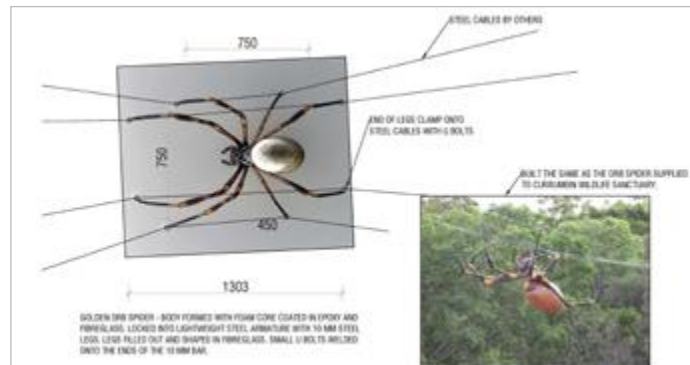 750
STEEL CABLES BY OTHERS
END OF LEGS CLAMP ONTO
STEEL CABLES WITH U BOLTS
750
BUILT THE SAME AS THE ORB SPIDER SUPPLIED
TO CURRUMBIN WILDLIFE SANCTUARY.
450
1303
GOLDEN ORB SPIDER - BODY FORMED WITH FOAM CORE COATED IN EPOXY AND
FIBREGLASS. LOCKED INTO LIGHTWEIGHT STEEL ARMATURE WITH 10 MM STEEL
LEGS. LEGS FILLED OUT AND SHAPED IN FIBREGLASS. SMALL U BOLTS WELDED
ONTO THE ENDS OF THE 10 MM BAR.